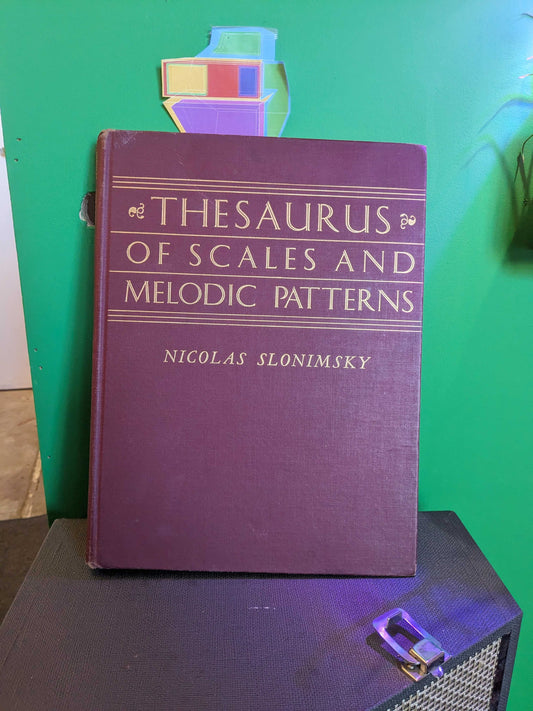 THESAURUS
OF SCALES AND
MELODIC PATTERNS
NICOLAS SLONIMSKY